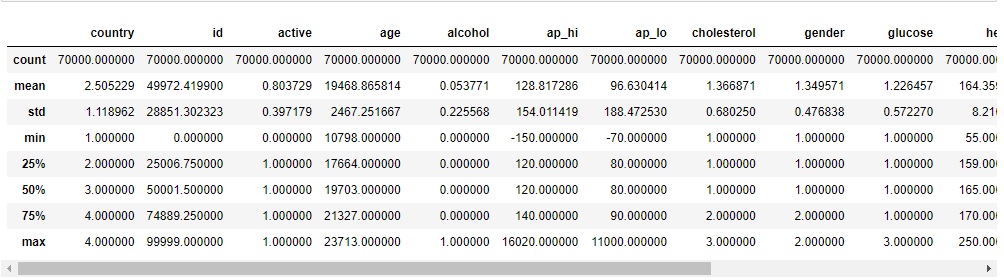 country id active age alcohol ap_hi ap_lo cholesterol gender glucose he
count 70000.000000 70000.000000 70000.000000 70000.000000 70000.000000 70000.000000 70000.000000 70000.000000 70000.000000 70000.000000 70000.00
mean 2.505229 49972.419900 0.803729 19468.865814 0.053771 128.817286 96.630414 1.366871 1.349571 1.226457 164.35
std 1.118962 28851.302323 0.397179 2467.251667 0.225568 154.011419 188.472530 0.680250 0.476838 0.572270 8.21
min 1.000000 0.000000 0.000000 10798.000000 0.000000 -150.000000 -70.000000 1.000000 1.000000 1.000000 55.00
25% 2.000000 25006.750000 1.000000 17664.000000 0.000000 120.000000 80.000000 1.000000 1.000000 1.000000 159.00
50% 3.000000 50001.500000 1.000000 19703.000000 0.000000 120.000000 80.000000 1.000000 1.000000 1.000000 165.00
75% 4.000000 74889.250000 1.000000 21327.000000 0.000000 140.000000 90.000000 2.000000 2.000000 1.000000 170.00
max 4.000000 99999.000000 1.000000 23713.000000 1.000000 16020.000000 11000.000000 3.000000 2.000000 3.000000 250.00